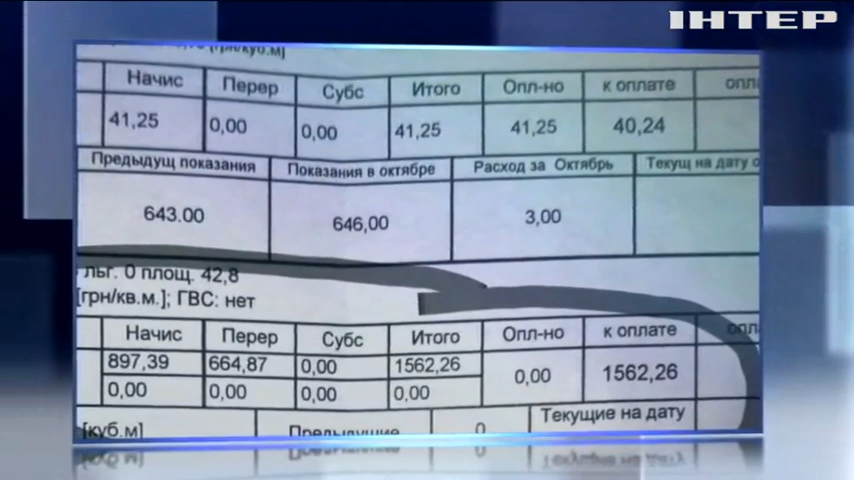 ІНТЕР
[грн/куб.м]
Начис Перер Субс Итого Опл-но к оплате
41,25 0,00 0,00 41,25 41,25 40,24
Предыдущ показания Показания в октябре Расход за Октябрь Текущ на дату
643.00 646,00 3,00
льг. 0 площ. 42,8
[грн/кв.м.]; ГВС: нет
Начис Перер Субс Итого Опл-но к оплате
897,39 664,87 0,00 1562,26 0,00 1562,26
0,00 0,00 0,00 0,00
[куб.м] Предыдущие 0 Текущие на дату